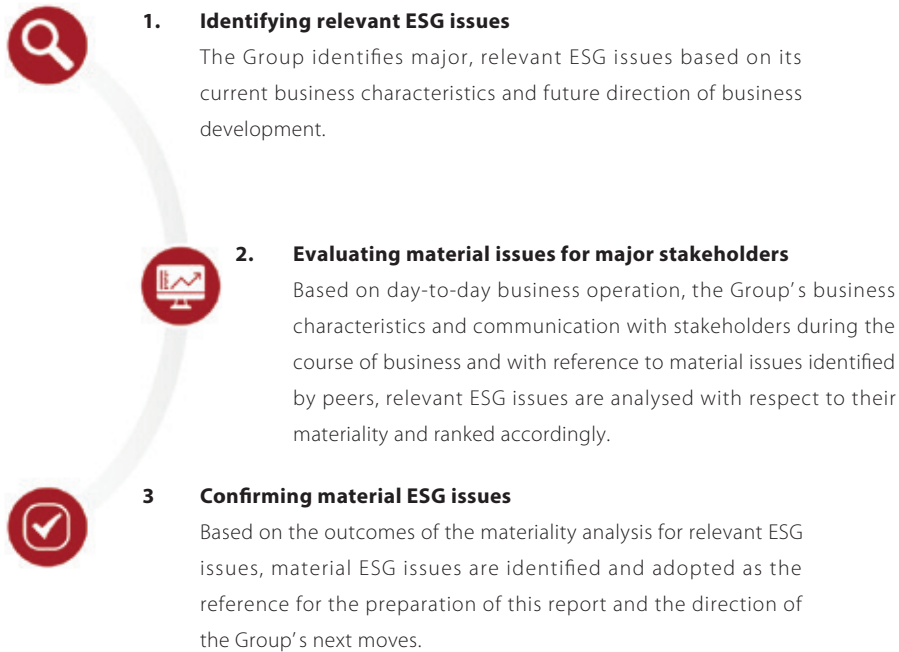 1. Identifying relevant ESG issues
The Group identifies major, relevant ESG issues based on its
current business characteristics and future direction of business
development.
2. Evaluating material issues for major stakeholders
Based on day-to-day business operation, the Group's business
characteristics and communication with stakeholders during the
course of business and with reference to material issues identified
by peers, relevant ESG issues are analysed with respect to their
materiality and ranked accordingly.
3 Confirming material ESG issues
Based on the outcomes of the materiality analysis for relevant ESG
issues, material ESG issues are identified and adopted as the
reference for the preparation of this report and the direction of
the Group's next moves.